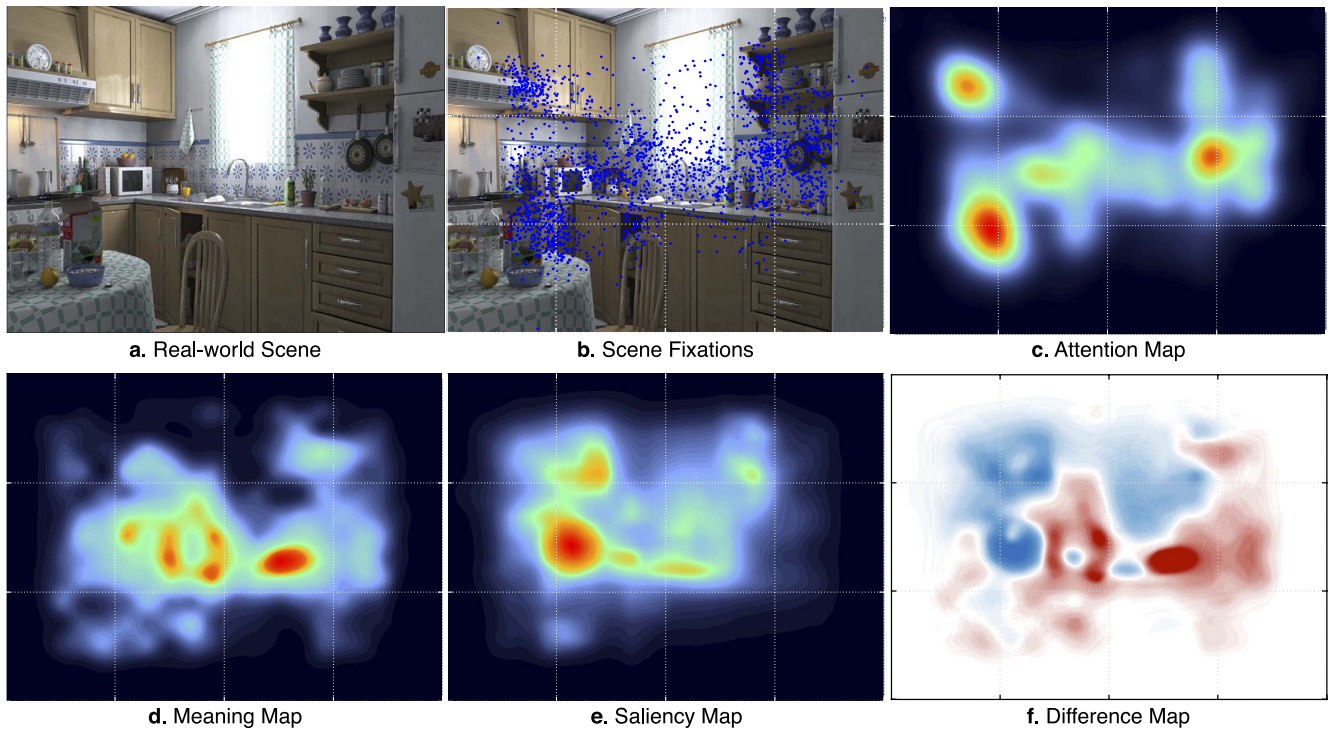 a. Real-world Scene
b. Scene Fixations
c. Attention Map
d. Meaning Map
e. Saliency Map
f. Difference Map